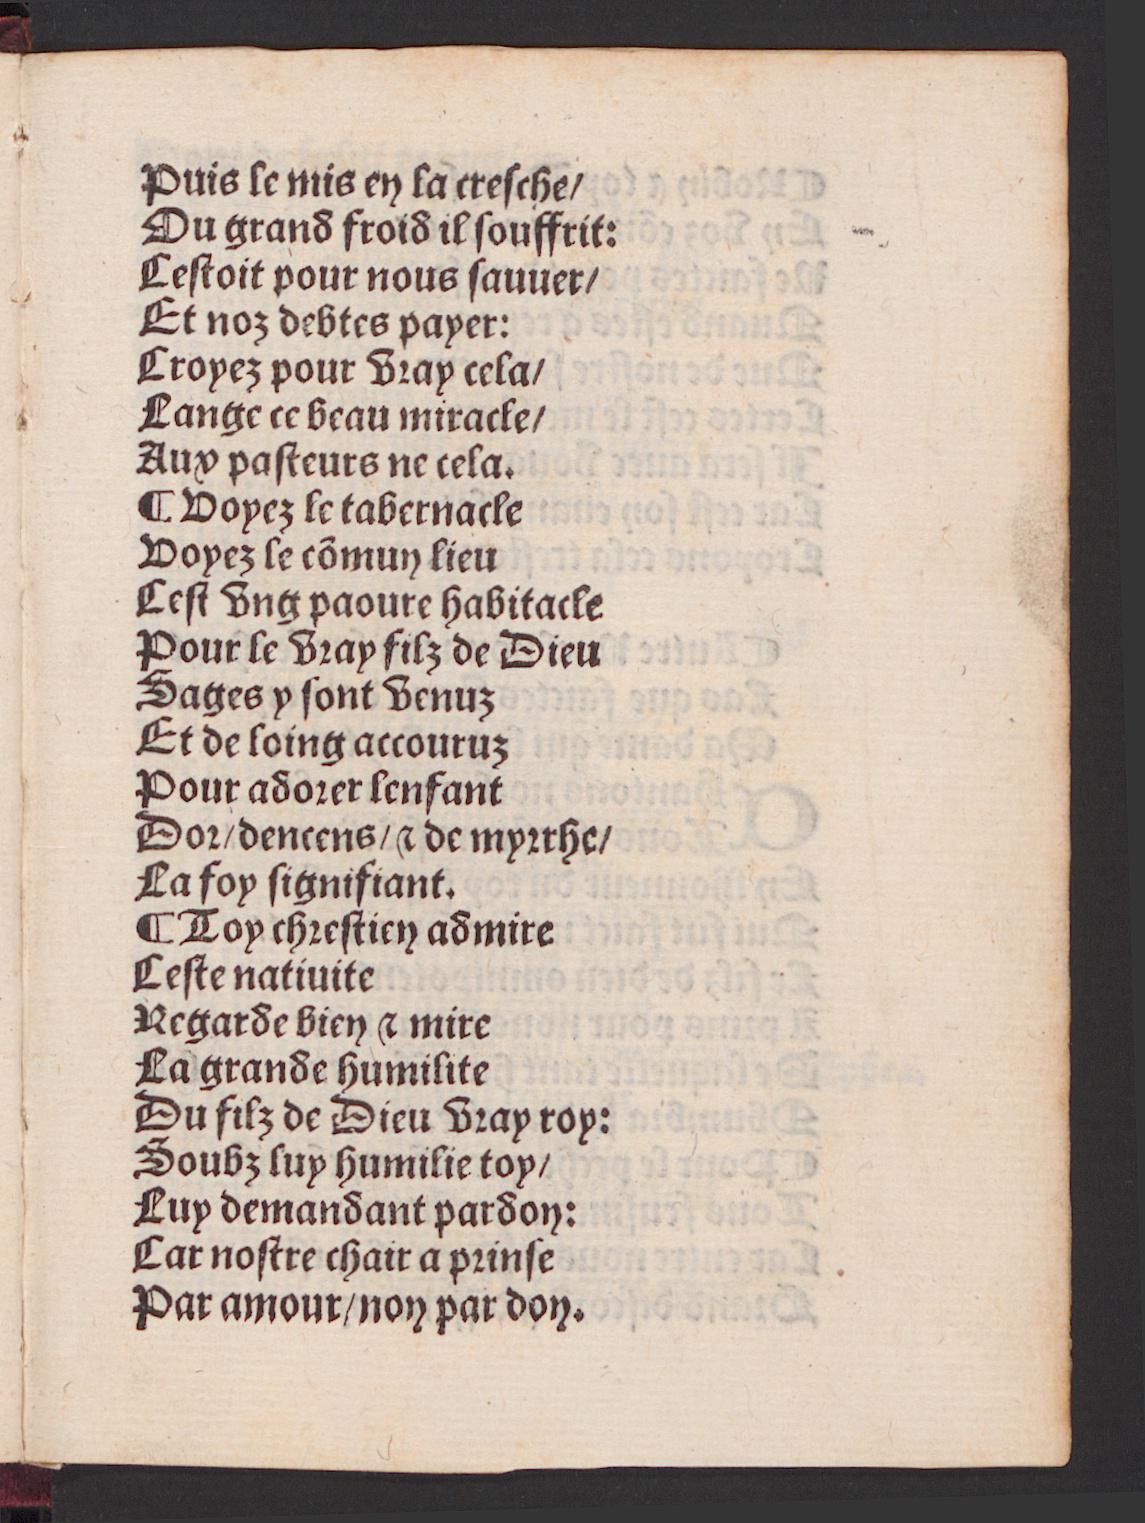 Puis le mis en la cresche/
Ou grand froid il souffrit:
Cestoit pour nous sauuer/
Et noz debtes payer:
Croyez pour vray cela/
Lange ce beau miracle/
Aux pasteurs ne cela.
¶ Voyez le tabernacle
Voyez le cõmun lieu
Cest vng paoure habitacle
Pour le vray filz de Dieu
Sages y sont venuz
Et de loing accouruz
Pour adorer lenfant
Dor/dencens/⁊ de myrrhe/
La foy signifiant.
¶ Toy chrestien admire
Ceste natiuite
Regarde bien ⁊ mire
La grande humilite
Du filz de Dieu vray roy:
Soubz luy humilie toy/
Luy demandant pardon:
Car nostre chair a prinse
Par amour/non par don.